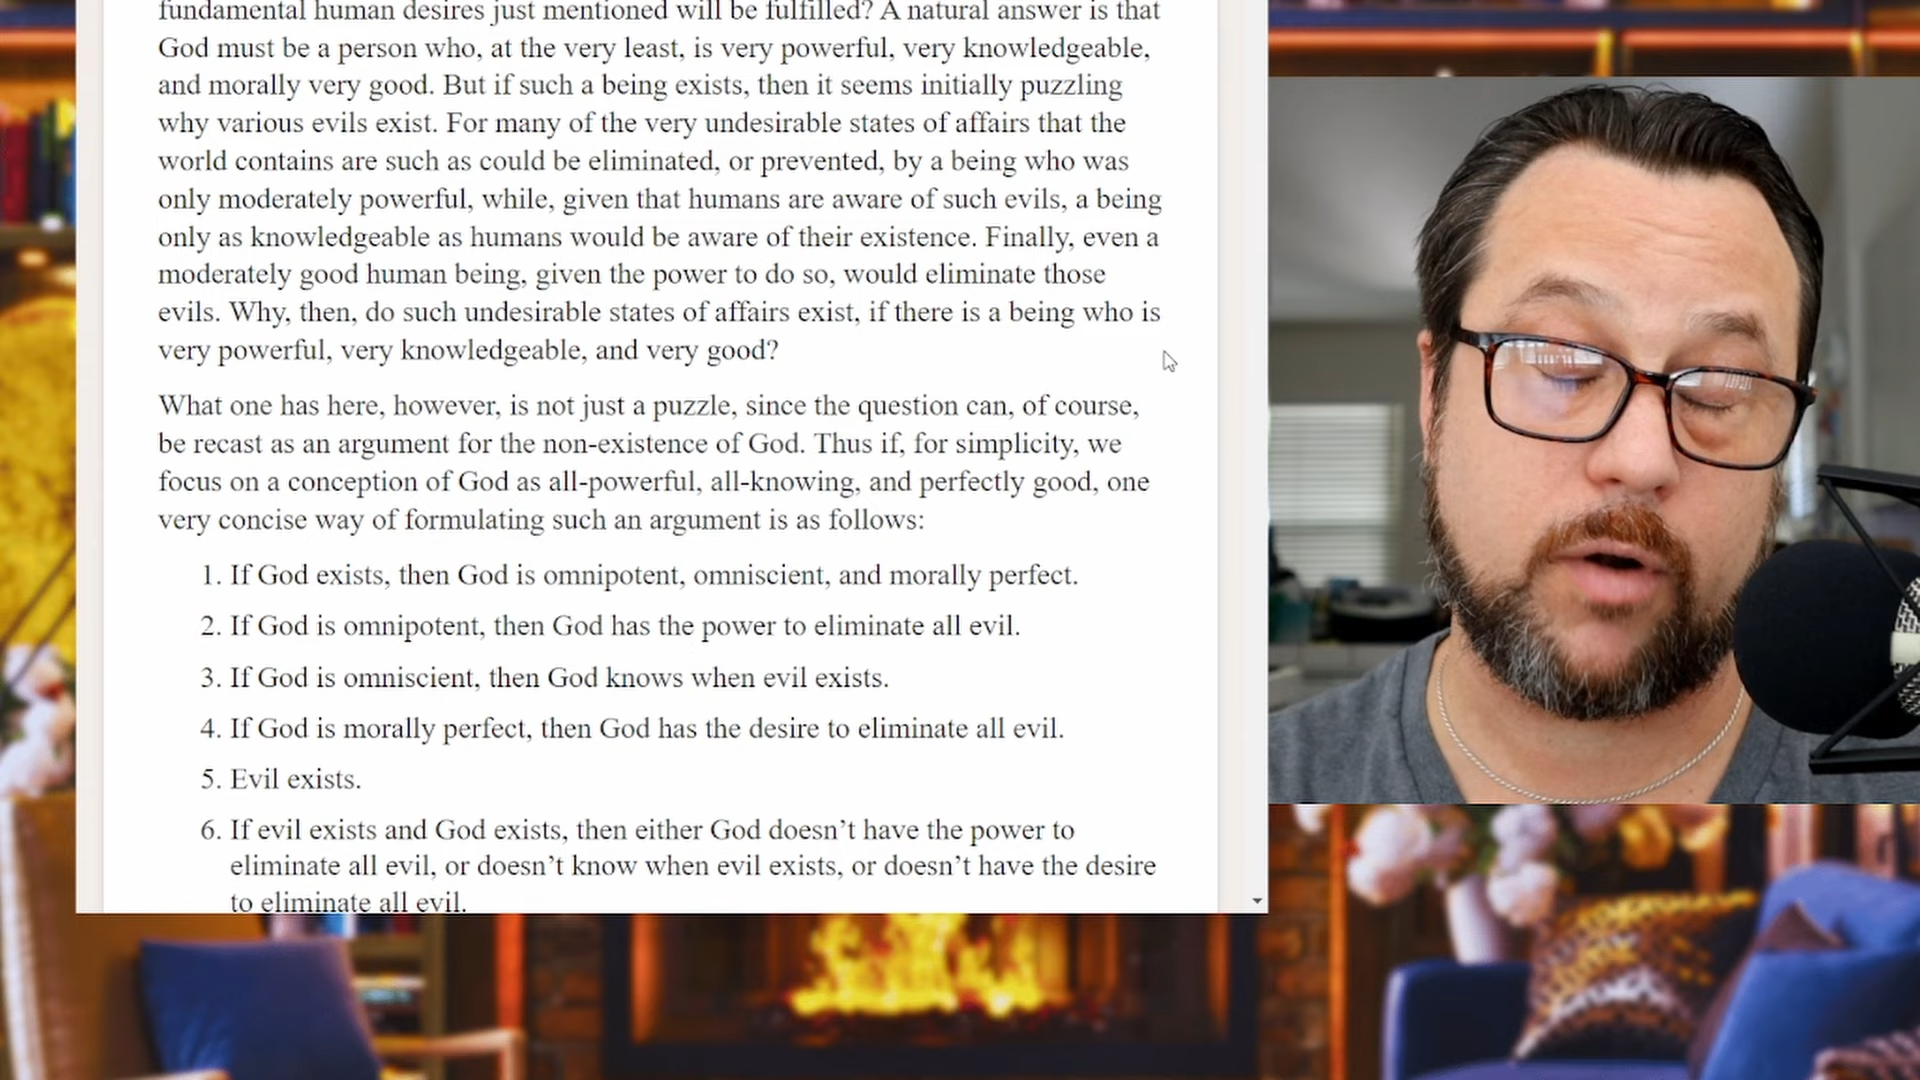 fundamental human desires just mentioned will be fulfilled? A natural answer is that
God must be a person who, at the very least, is very powerful, very knowledgeable,
and morally very good. But if such a being exists, then it seems initially puzzling
why various evils exist. For many of the very undesirable states of affairs that the
world contains are such as could be eliminated, or prevented, by a being who was
only moderately powerful, while, given that humans are aware of such evils, a being
only as knowledgeable as humans would be aware of their existence. Finally, even a
moderately good human being, given the power to do so, would eliminate those
evils. Why, then, do such undesirable states of affairs exist, if there is a being who is
very powerful, very knowledgeable, and very good?
What one has here, however, is not just a puzzle, since the question can, of course,
be recast as an argument for the non-existence of God. Thus if, for simplicity, we
focus on a conception of God as all-powerful, all-knowing, and perfectly good, one
very concise way of formulating such an argument is as follows:
1. If God exists, then God is omnipotent, omniscient, and morally perfect.
2. If God is omnipotent, then God has the power to eliminate all evil.
3. If God is omniscient, then God knows when evil exists.
4. If God is morally perfect, then God has the desire to eliminate all evil.
5. Evil exists.
6. If evil exists and God exists, then either God doesn’t have the power to
eliminate all evil, or doesn’t know when evil exists, or doesn’t have the desire
to eliminate all evil.